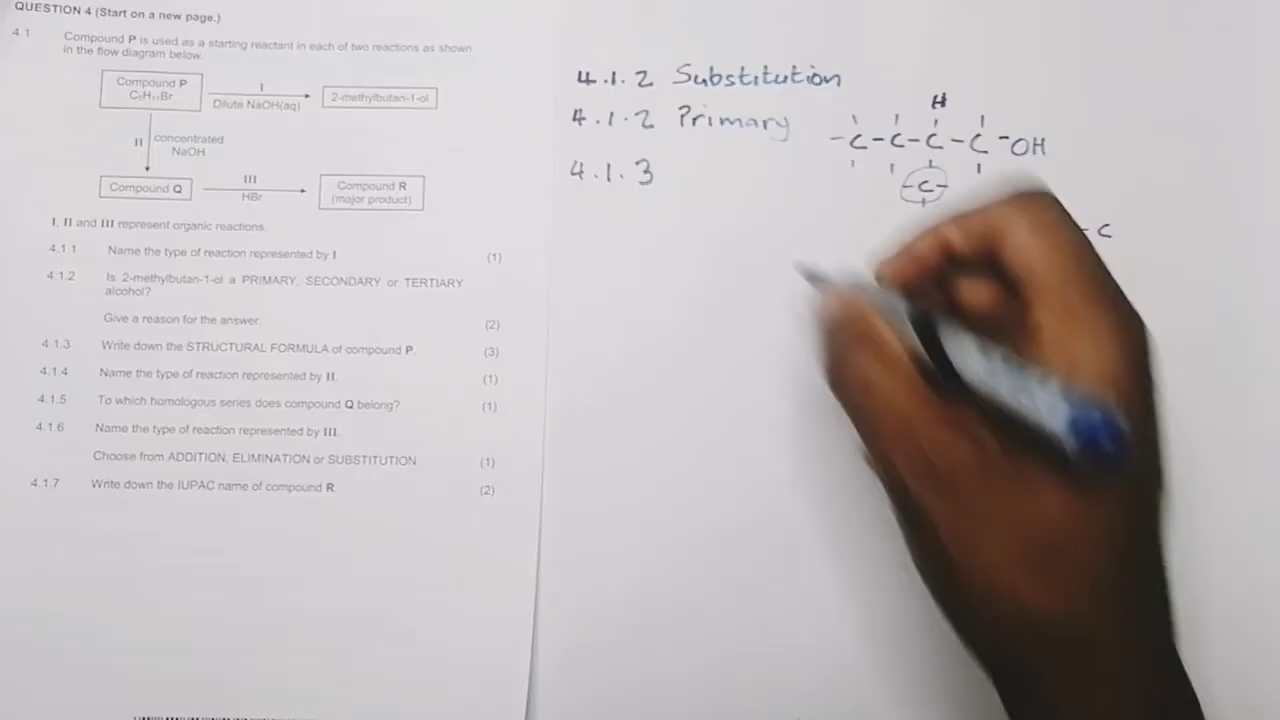 QUESTION 4 (Start on a new page.)
4.1 Compound P is used as a starting reactant in each of two reactions as shown
in the flow diagram below.
Compound P
C₅H₁₁Br
I
Dilute NaOH(aq)
2-methylbutan-1-ol
II
concentrated
NaOH
Compound Q
III
HBr
Compound R
(major product)
I, II and III represent organic reactions.
4.1.1 Name the type of reaction represented by I. (1)
4.1.2 Is 2-methylbutan-1-ol a PRIMARY, SECONDARY or TERTIARY
alcohol?
Give a reason for the answer. (2)
4.1.3 Write down the STRUCTURAL FORMULA of compound P. (3)
4.1.4 Name the type of reaction represented by II. (1)
4.1.5 To which homologous series does compound Q belong? (1)
4.1.6 Name the type of reaction represented by III.
Choose from ADDITION, ELIMINATION or SUBSTITUTION (1)
4.1.7 Write down the IUPAC name of compound R. (2)
4.1.2 Substitution
4.1.2 Primary
H
-C-C-C-C-OH
-C-
4.1.3
-C